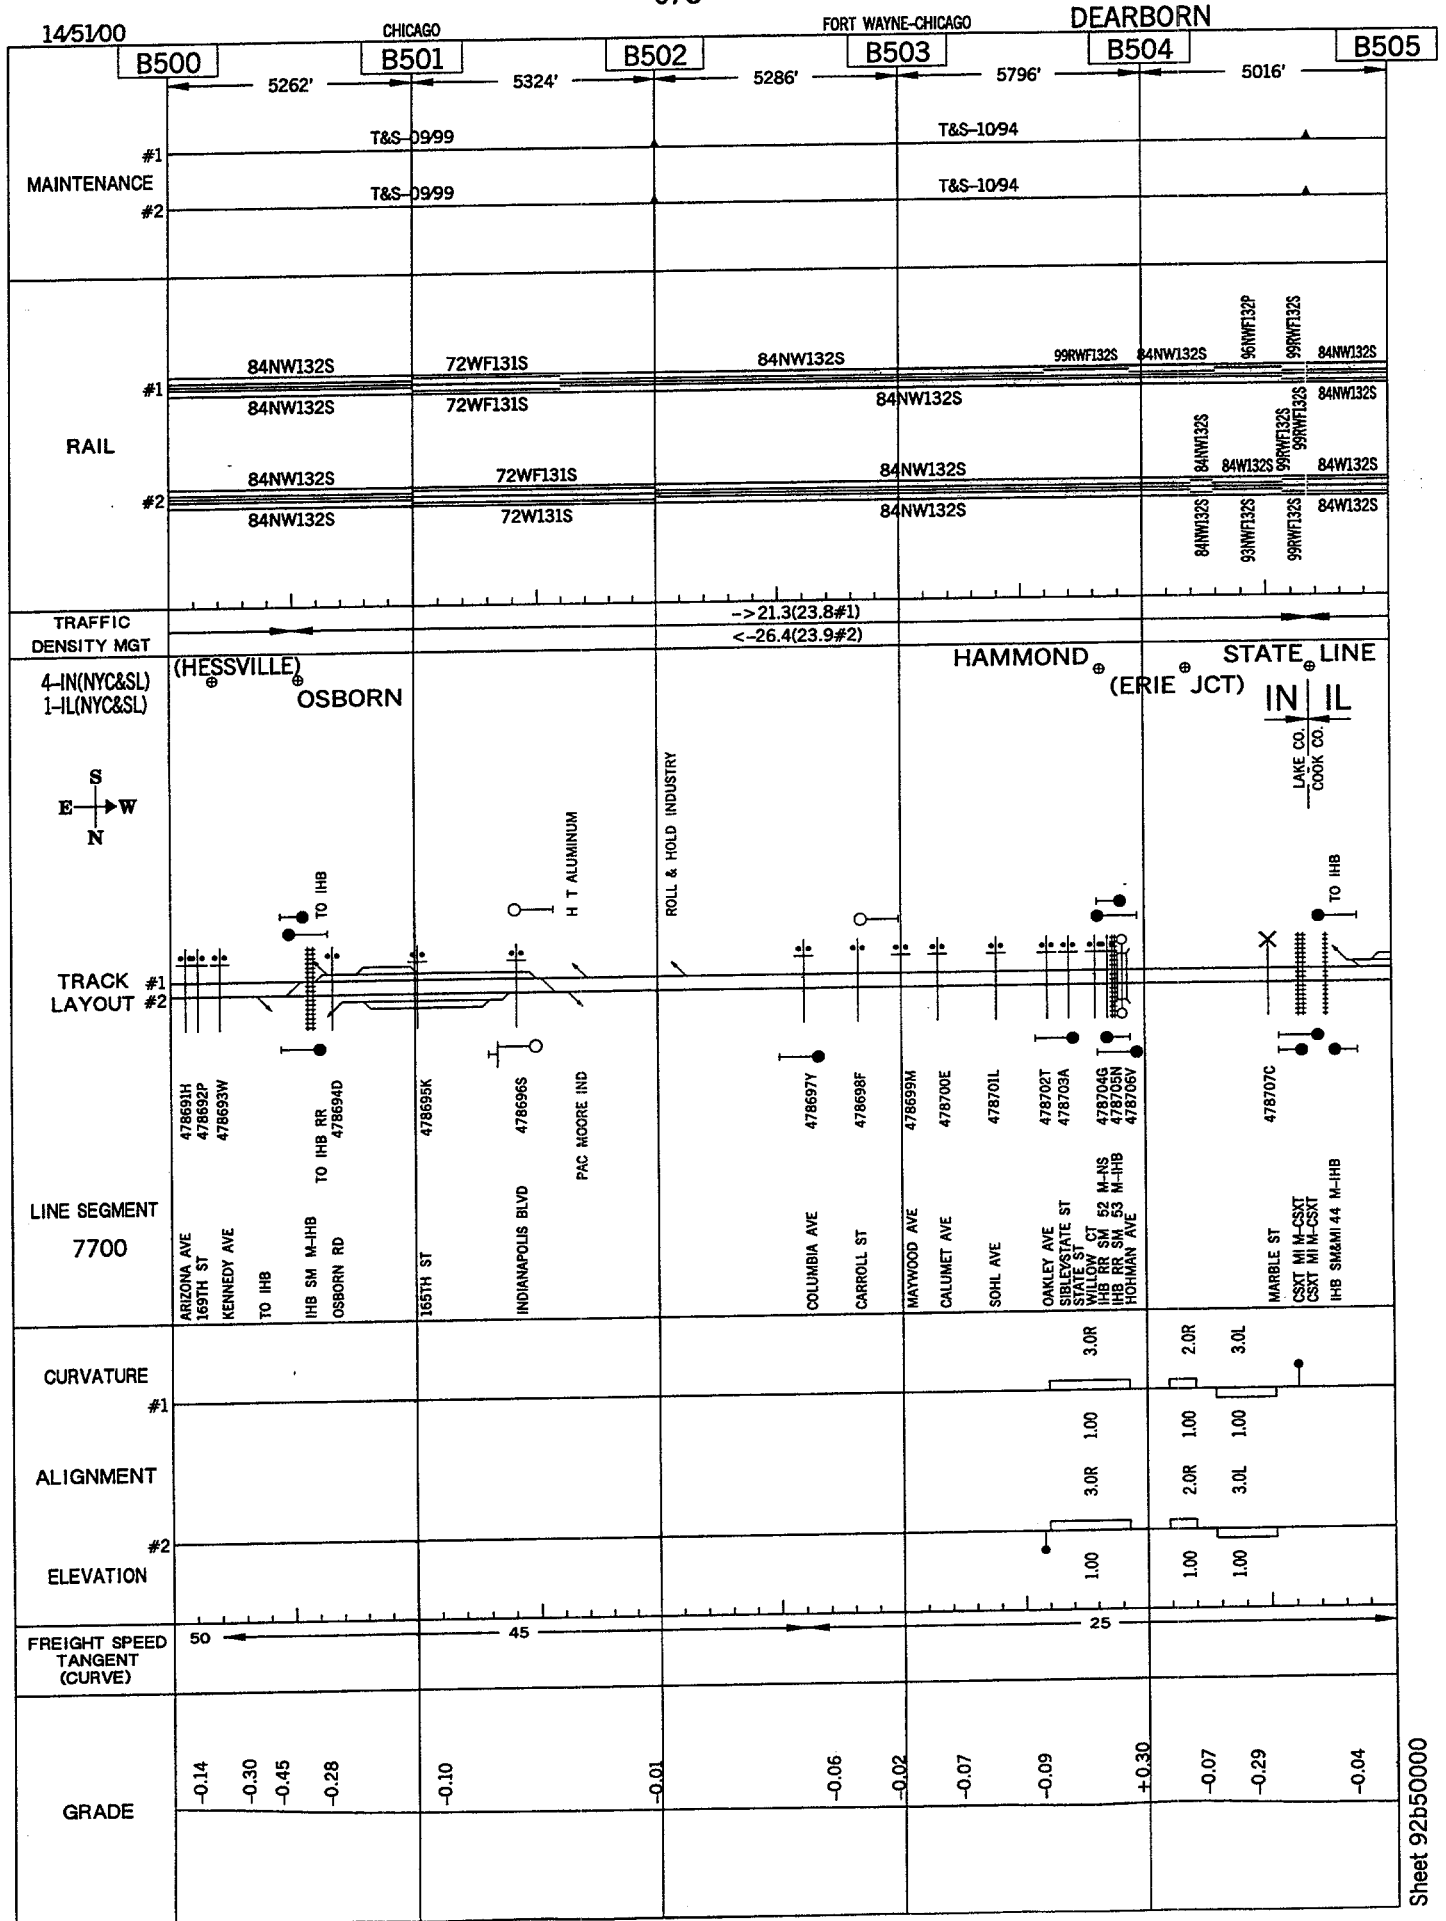 14/51/00
CHICAGO
FORT WAYNE-CHICAGO
DEARBORN
B500 B501 B502 B503 B504 B505
5262' 5324' 5286' 5796' 5016'
MAINTENANCE
#1 T&S-09/99 T&S-10/94
#2 T&S-09/99 T&S-10/94
RAIL
96NWF132P 99RWF132S
84NW132S 72WF131S 84NW132S 99RWF132S 84NW132S 84NW132S
#1
84NW132S 72WF131S 84NW132S 84NW132S
84NW132S 99RWF132S 99RWF132S
84NW132S 72WF131S 84NW132S 84W132S 84W132S
#2
84NW132S 72W131S 84NW132S 84W132S
84NW132S 93NWF132S 99RWF132S
TRAFFIC
DENSITY MGT
->21.3(23.8#1)
<-26.4(23.9#2)
4-IN(NYC&SL)
1-IL(NYC&SL)
(HESSVILLE)
OSBORN
HAMMOND
(ERIE JCT)
STATE LINE
IN IL
LAKE CO.
COOK CO.
S
E W
N
TO IHB
H T ALUMINUM
ROLL & HOLD INDUSTRY
TO IHB
TRACK #1
LAYOUT #2
478691H
478692P
478693W
TO IHB RR
478694D
478695K
478696S
PAC MOORE IND
478697Y
478698F
478699M
478700E
478701L
478702T
478703A
478704G
478705N
478706V
478707C
LINE SEGMENT
7700
ARIZONA AVE
169TH ST
KENNEDY AVE
TO IHB
IHB SM M-IHB
OSBORN RD
165TH ST
INDIANAPOLIS BLVD
COLUMBIA AVE
CARROLL ST
MAYWOOD AVE
CALUMET AVE
SOHL AVE
OAKLEY AVE
SIBLEY/STATE ST
STATE ST
WILLOW CT
IHB RR SM 52 M-NS
IHB RR SM 53 M-IHB
HOHMAN AVE
MARBLE ST
CSXT MI M-CSXT
CSXT MI M-CSXT
IHB SM&MI 44 M-IHB
CURVATURE
#1
3.0R 2.0R 3.0L
1.00 1.00 1.00
ALIGNMENT
3.0R 2.0R 3.0L
#2
ELEVATION
1.00 1.00 1.00
FREIGHT SPEED
TANGENT
(CURVE)
50 45 25
GRADE
-0.14 -0.30 -0.45 -0.28 -0.10 -0.01 -0.06 -0.02 -0.07 -0.09 +0.30 -0.07 -0.29 -0.04
Sheet 92b50000